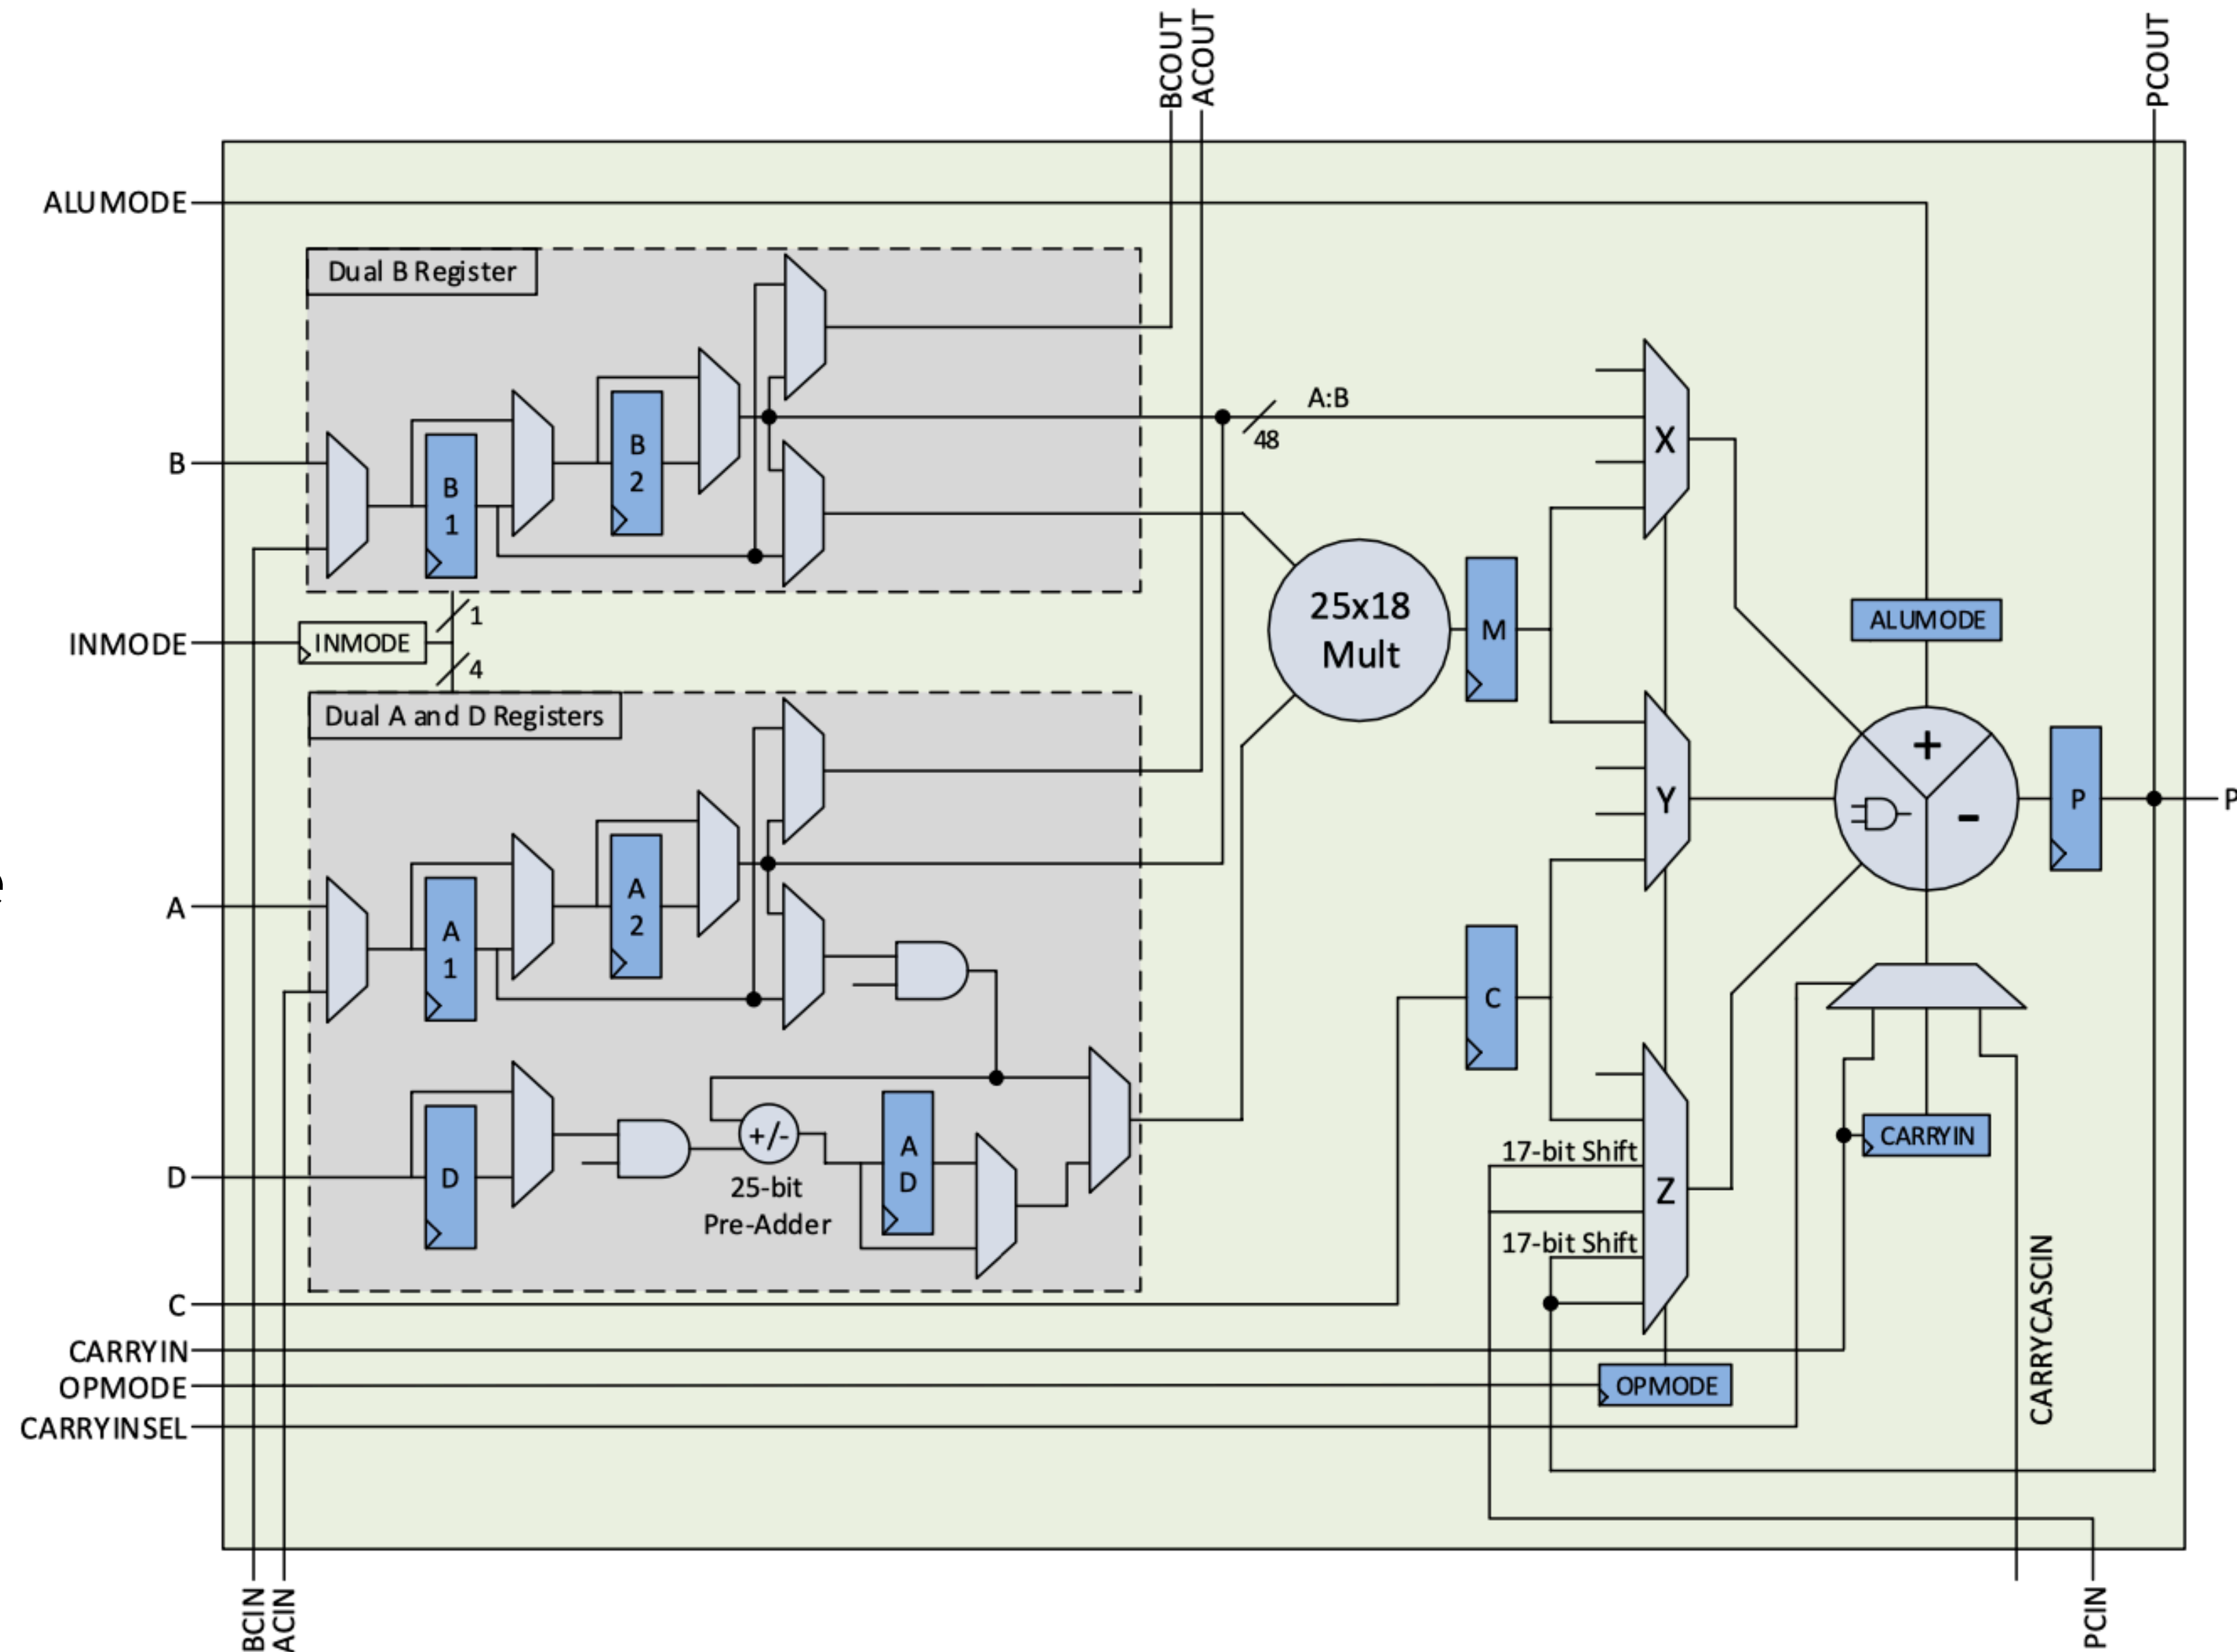 BCOUT
ACOUT
PCOUT
ALUMODE
Dual B Register
A:B
48
X
B
B
1
B
2
1
INMODE
INMODE
4
25x18
Mult
M
ALUMODE
Dual A and D Registers
+
-
Y
P
P
A
A
1
A
2
e
C
D
D
+/-
25-bit
Pre-Adder
A
D
17-bit Shift
Z
17-bit Shift
CARRYIN
CARRYCASCIN
C
CARRYIN
OPMODE
OPMODE
CARRYINSEL
BCIN
ACIN
PCIN